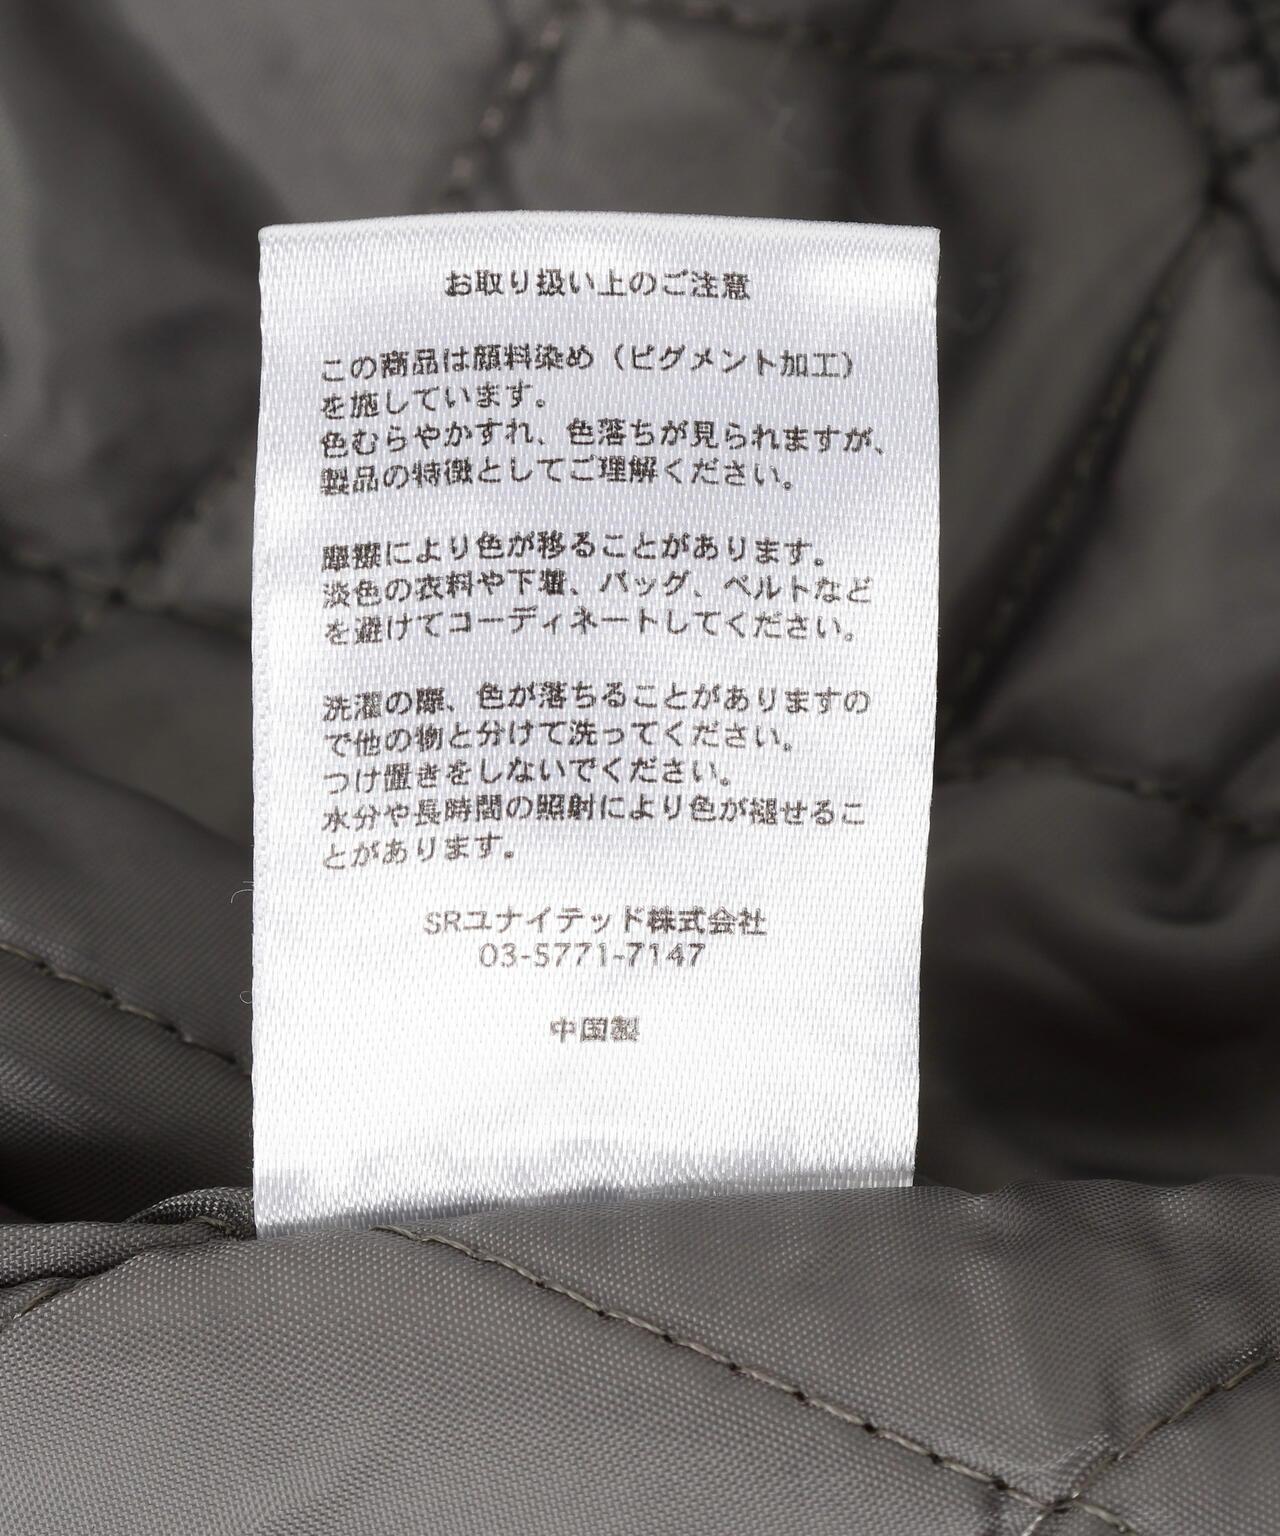 お取り扱い上のご注意
この商品は顔料染め（ピグメント加工）
を施しています。
色むらやかすれ、色落ちが見られますが、
製品の特徴としてご理解ください。
摩擦により色が移ることがあります。
淡色の衣料や下着、バッグ、ベルトなど
を避けてコーディネートしてください。
洗濯の際、色が落ちることがありますの
で他の物と分けて洗ってください。
つけ置きをしないでください。
水分や長時間の照射により色が褪せるこ
とがあります。
SRユナイテッド株式会社
03-5771-7147
中国製